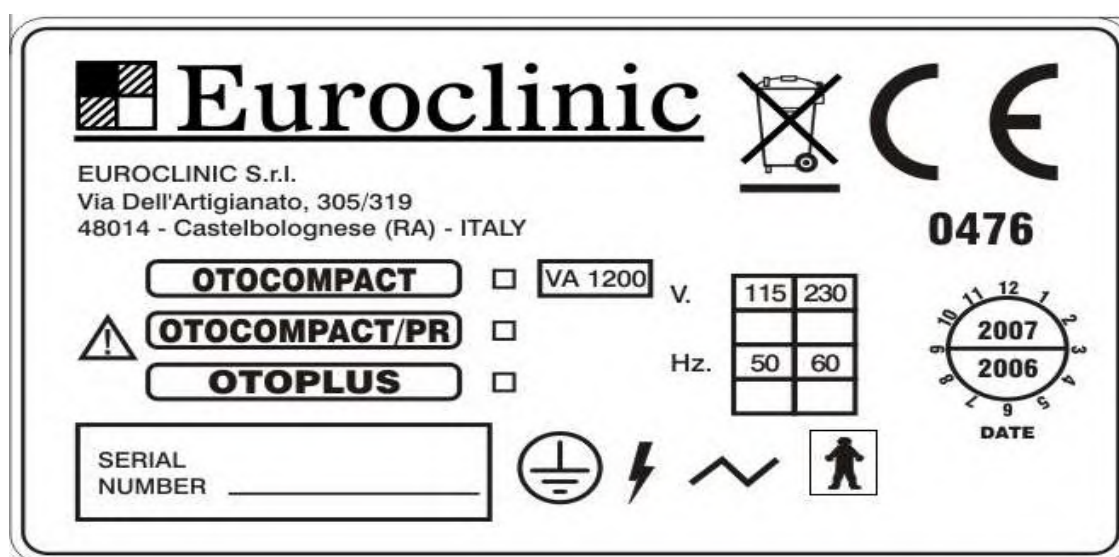 Euroclinic
CE
EUROCLINIC S.r.l.
Via Dell'Artigianato, 305/319
48014 - Castelbolognese (RA) - ITALY
0476
OTOCOMPACT
VA 1200
OTOCOMPACT/PR
OTOPLUS
V. 115 230
Hz. 50 60
12 1 2 3 4 5 6 7 8 9 10 11
2007
2006
DATE
SERIAL
NUMBER